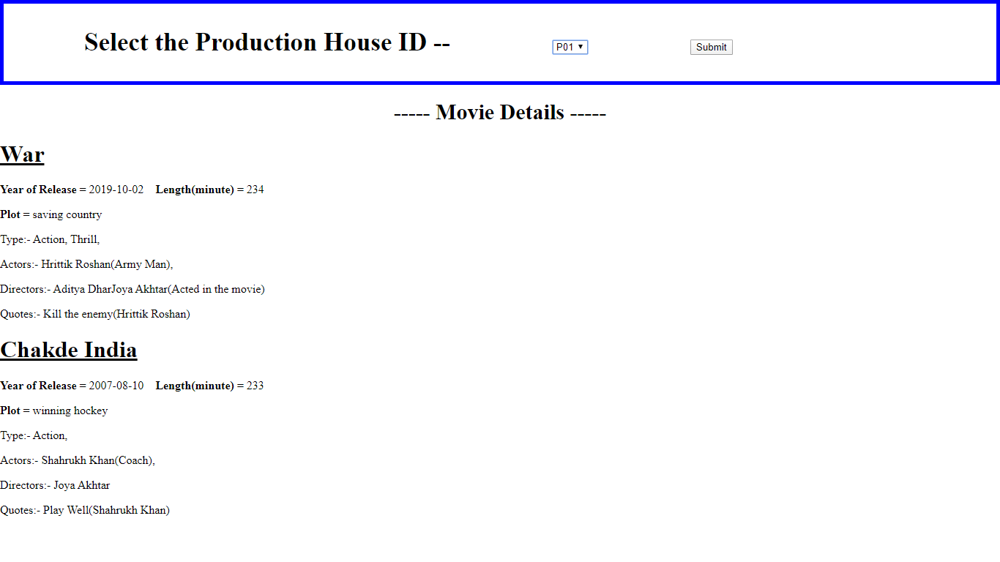 Select the Production House ID -- P01 Submit
----- Movie Details -----
War
Year of Release = 2019-10-02 Length(minute) = 234
Plot = saving country
Type:- Action, Thrill,
Actors:- Hrittik Roshan(Army Man),
Directors:- Aditya DharJoya Akhtar(Acted in the movie)
Quotes:- Kill the enemy(Hrittik Roshan)
Chakde India
Year of Release = 2007-08-10 Length(minute) = 233
Plot = winning hockey
Type:- Action,
Actors:- Shahrukh Khan(Coach),
Directors:- Joya Akhtar
Quotes:- Play Well(Shahrukh Khan)